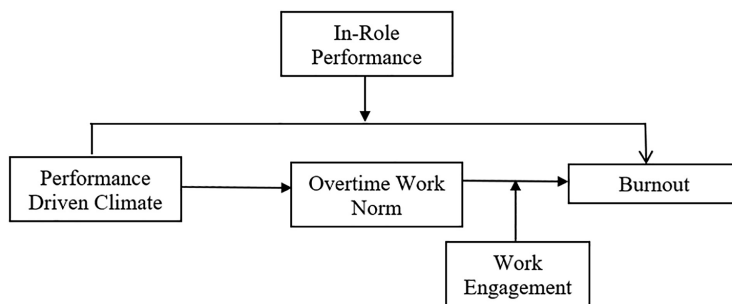 In-Role
Performance
Performance
Driven Climate
Overtime Work
Norm
Burnout
Work
Engagement